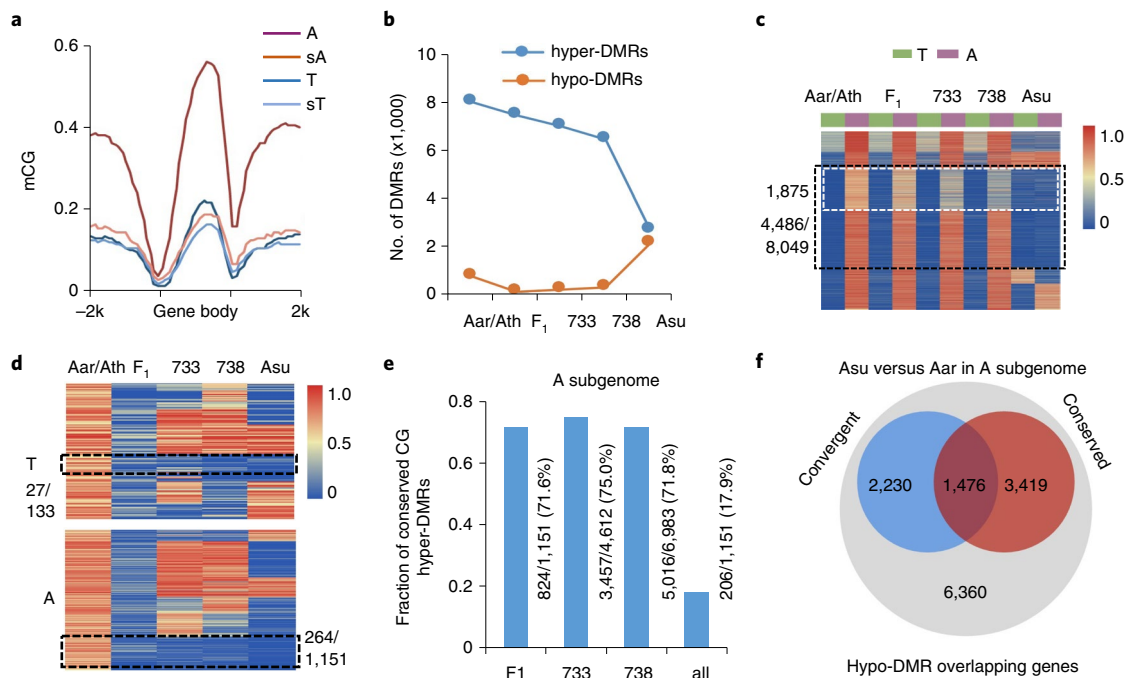 a
0.6
0.4
0.2
0
mCG
A
sA
T
sT
–2k
Gene body
2k
b
10
8
6
4
2
0
No. of DMRs (x1,000)
hyper-DMRs
hypo-DMRs
Aar/Ath F1 733 738 Asu
c
T A
Aar/Ath F1 733 738 Asu
1,875
4,486/
8,049
1.0
0.5
0
d
Aar/Ath F1 733 738 Asu
T
27/
133
A
264/
1,151
1.0
0.5
0
e
A subgenome
0.8
0.6
0.4
0.2
0
Fraction of conserved CG
hyper-DMRs
824/1,151 (71.6%)
3,457/4,612 (75.0%)
5,016/6,983 (71.8%)
206/1,151 (17.9%)
F1 733 738 all
f
Asu versus Aar in A subgenome
Convergent
Conserved
2,230
1,476
3,419
6,360
Hypo-DMR overlapping genes